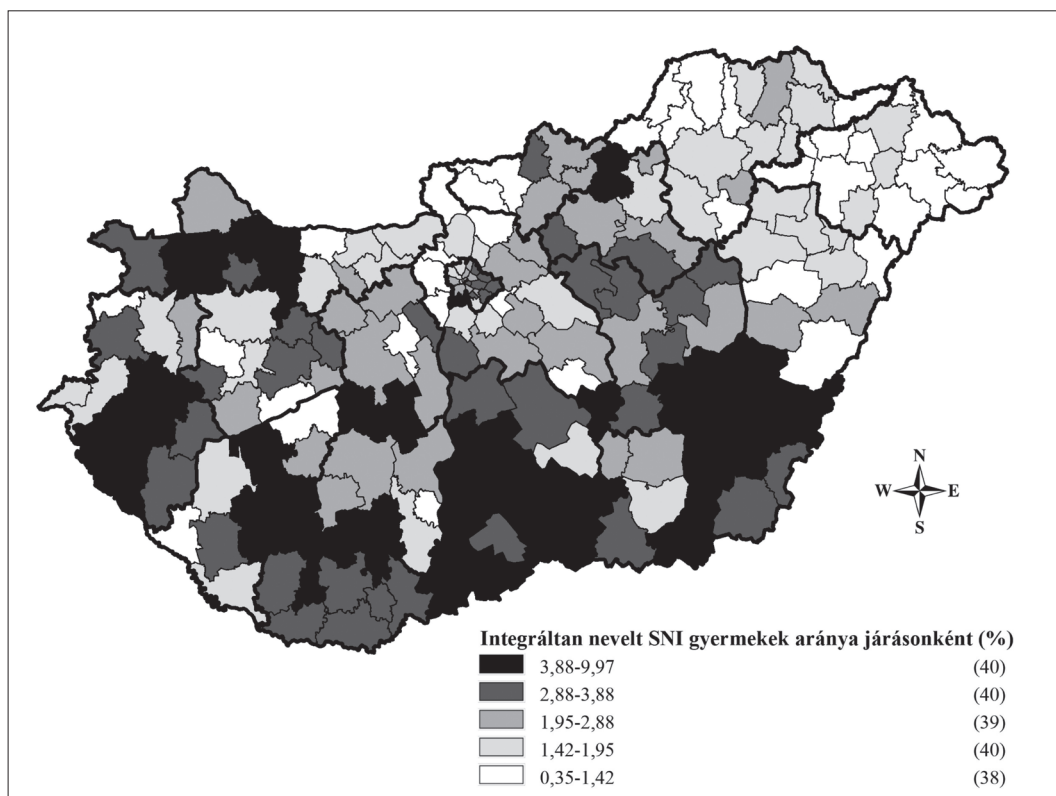 N
W E
S
Integráltan nevelt SNI gyermekek aránya járásonként (%)
3,88-9,97 (40)
2,88-3,88 (40)
1,95-2,88 (39)
1,42-1,95 (40)
0,35-1,42 (38)